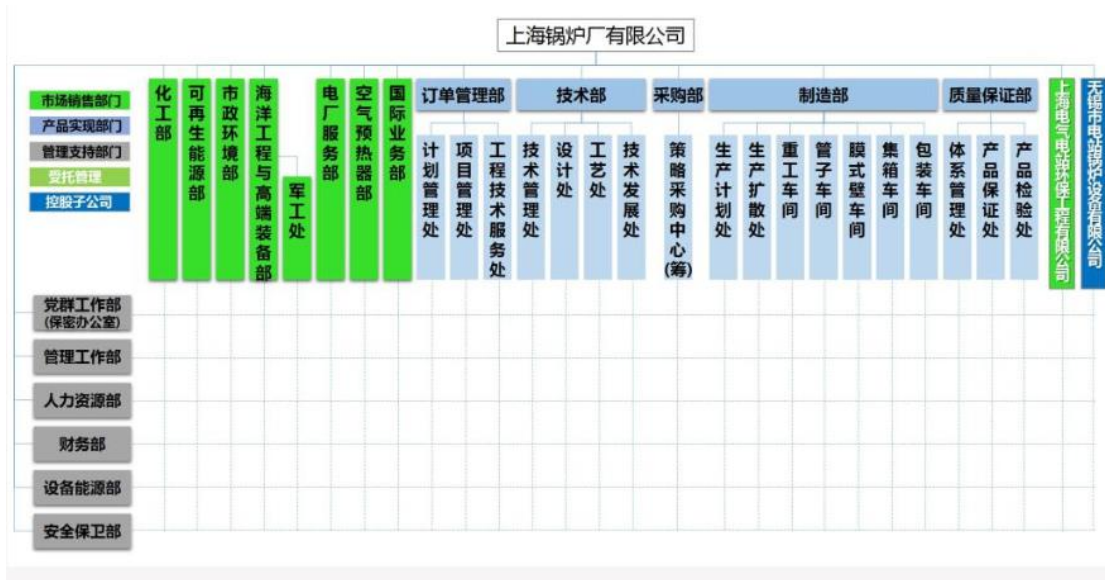 上海锅炉厂有限公司
市场销售部门
产品实现部门
管理支持部门
受托管理
控股子公司
化工部
可再生能源部
市政环境部
海洋工程与高端装备部
军工处
电厂服务部
空气预热器部
国际业务部
订单管理部
计划管理处
项目管理处
工程技术服务处
技术部
技术管理处
设计处
工艺处
技术发展处
采购部
策略采购中心(筹)
制造部
生产计划处
生产扩散处
重工车间
管子车间
膜式壁车间
集箱车间
包装车间
质量保证部
体系管理处
产品保证处
产品检验处
上海电气电站环保工程有限公司
无锡市电站锅炉设备有限公司
党群工作部
(保密办公室)
管理工作部
人力资源部
财务部
设备能源部
安全保卫部